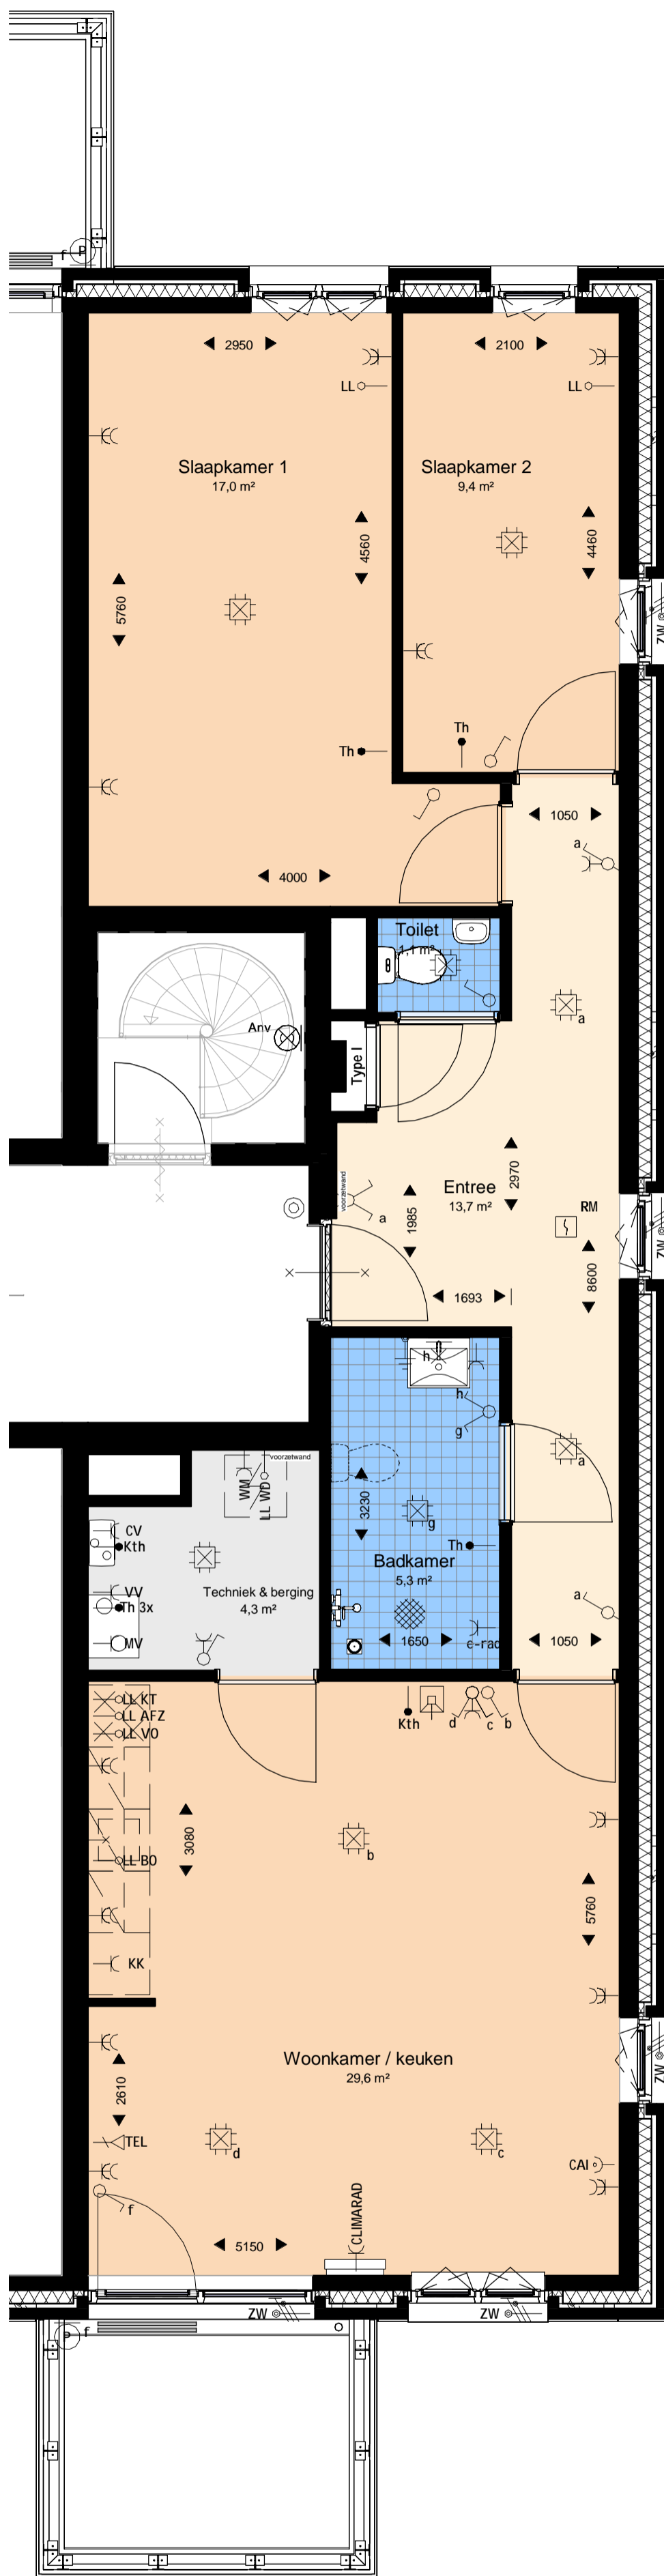 f P
2950
2100
LL
LL
Slaapkamer 1
17,0 m²
Slaapkamer 2
9,4 m²
4560
4460
5760
ZW
Th
Th
1050
a
4000
Toilet
1,1 m²
a
Anv
Type I
voorzetwand
a
1985
2970
Entree
13,7 m²
RM
ZW
8600
1693
h
h
g
voorzetwand
WM
LL WD
a
3230
g
CV
Kth
Th
Badkamer
5,3 m²
VV
Th 3x
Techniek & berging
4,3 m²
a
MV
1650
c-rad
1050
LL KT
LL AFZ
LL VO
Kth
d
c
b
3080
b
LL BO
5760
KK
Woonkamer / keuken
29,6 m²
ZW
2610
TEL
d
c
CAI
f
CLIMARAD
5150
ZW
ZW
P f